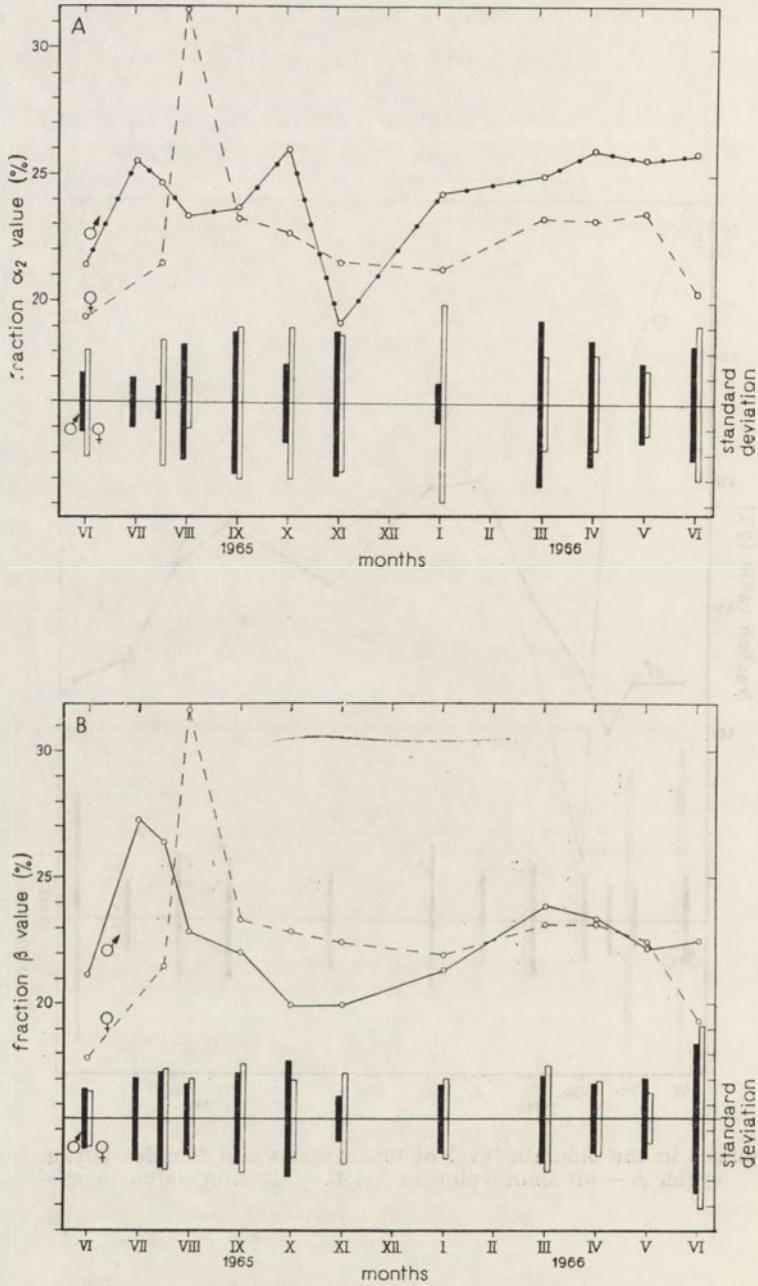 A
30
25
20
fraction α₂ value (%)
♂
♀
♂ ♀
standard deviation
VI VII VIII IX X XI XII I II III IV V VI
1965 1966
months
B
30
25
20
fraction β value (%)
♂
♀
♂ ♀
standard deviation
VI VII VIII IX X XI XII. I II III IV V VI
1965 1966
months